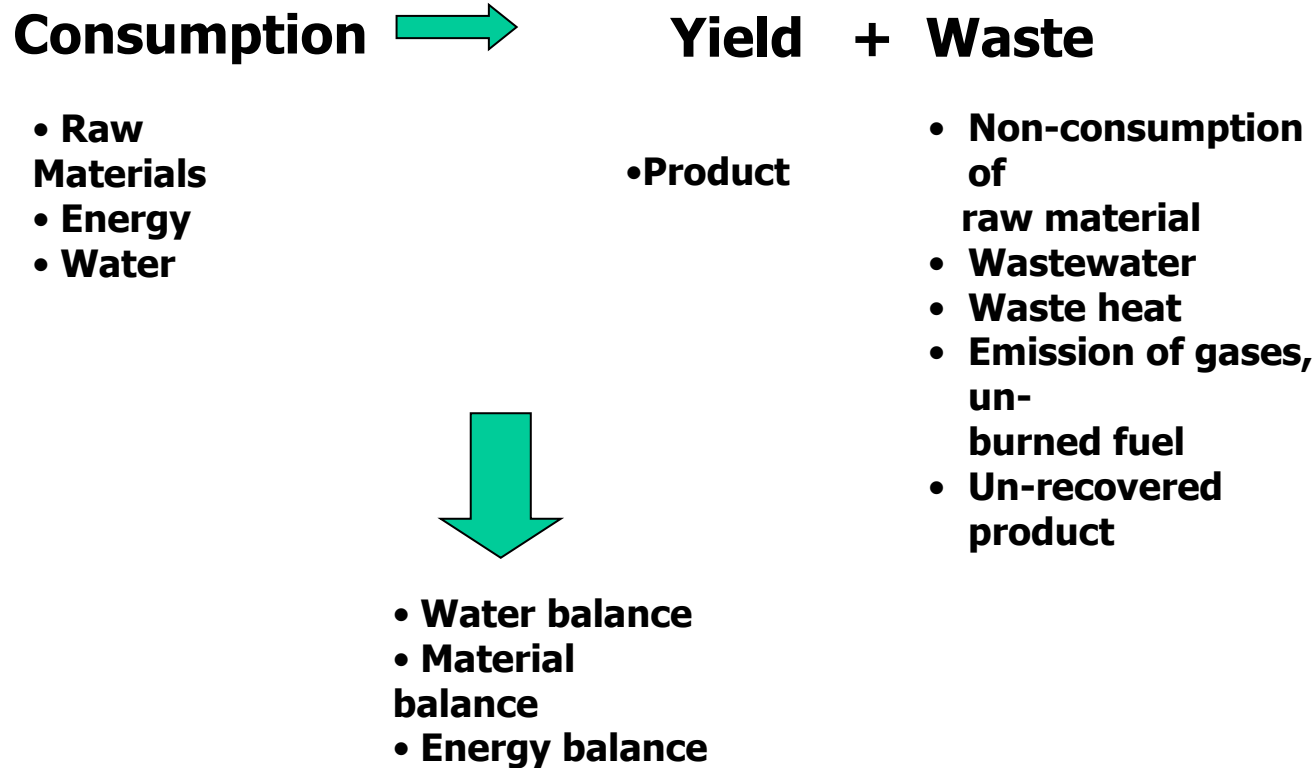 Consumption Yield + Waste
• Raw
Materials
• Energy
• Water
•Product
• Non-consumption
of
raw material
• Wastewater
• Waste heat
• Emission of gases,
un-
burned fuel
• Un-recovered
product
• Water balance
• Material
balance
• Energy balance